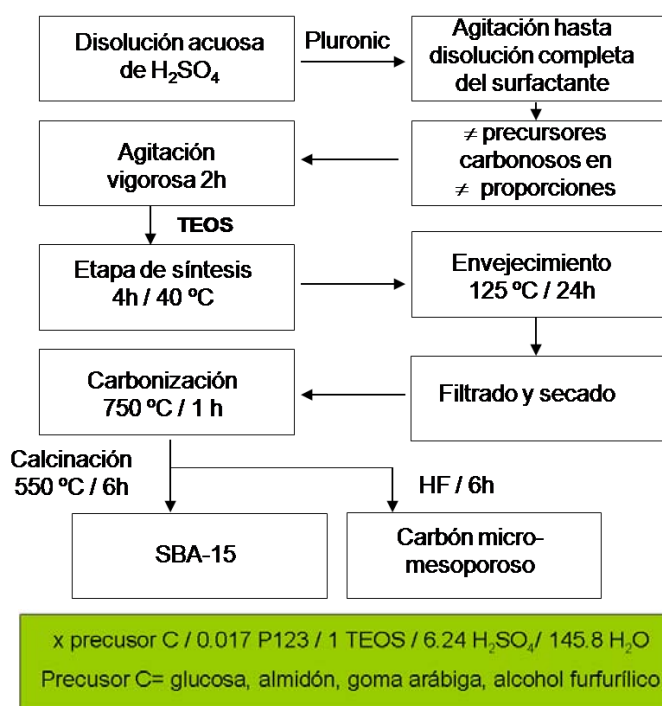 Disolución acuosa
de H₂SO₄
Pluronic
Agitación hasta
disolución completa
del surfactante
≠ precursores
carbonosos en
≠ proporciones
Agitación
vigorosa 2h
TEOS
Etapa de síntesis
4h / 40 ºC
Envejecimiento
125 ºC / 24h
Filtrado y secado
Carbonización
750 ºC / 1 h
Calcinación
550 ºC / 6h
HF / 6h
SBA-15
Carbón micro-
mesoporoso
x precusor C / 0.017 P123 / 1 TEOS / 6.24 H₂SO₄/ 145.8 H₂O
Precusor C= glucosa, almidón, goma arábiga, alcohol furfurílico